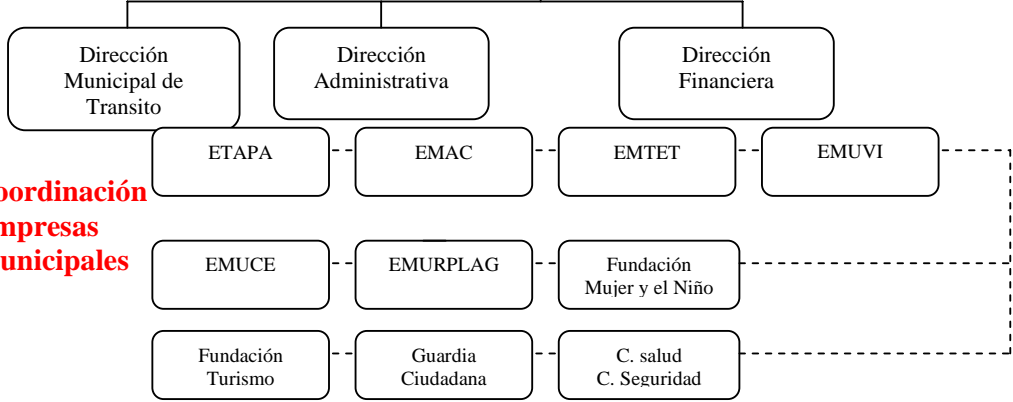 Dirección
Municipal de
Transito
Dirección
Administrativa
Dirección
Financiera
ETAPA
EMAC
EMTET
EMUVI
oordinación
mpresas
unicipales
EMUCE
EMURPLAG
Fundación
Mujer y el Niño
Fundación
Turismo
Guardia
Ciudadana
C. salud
C. Seguridad